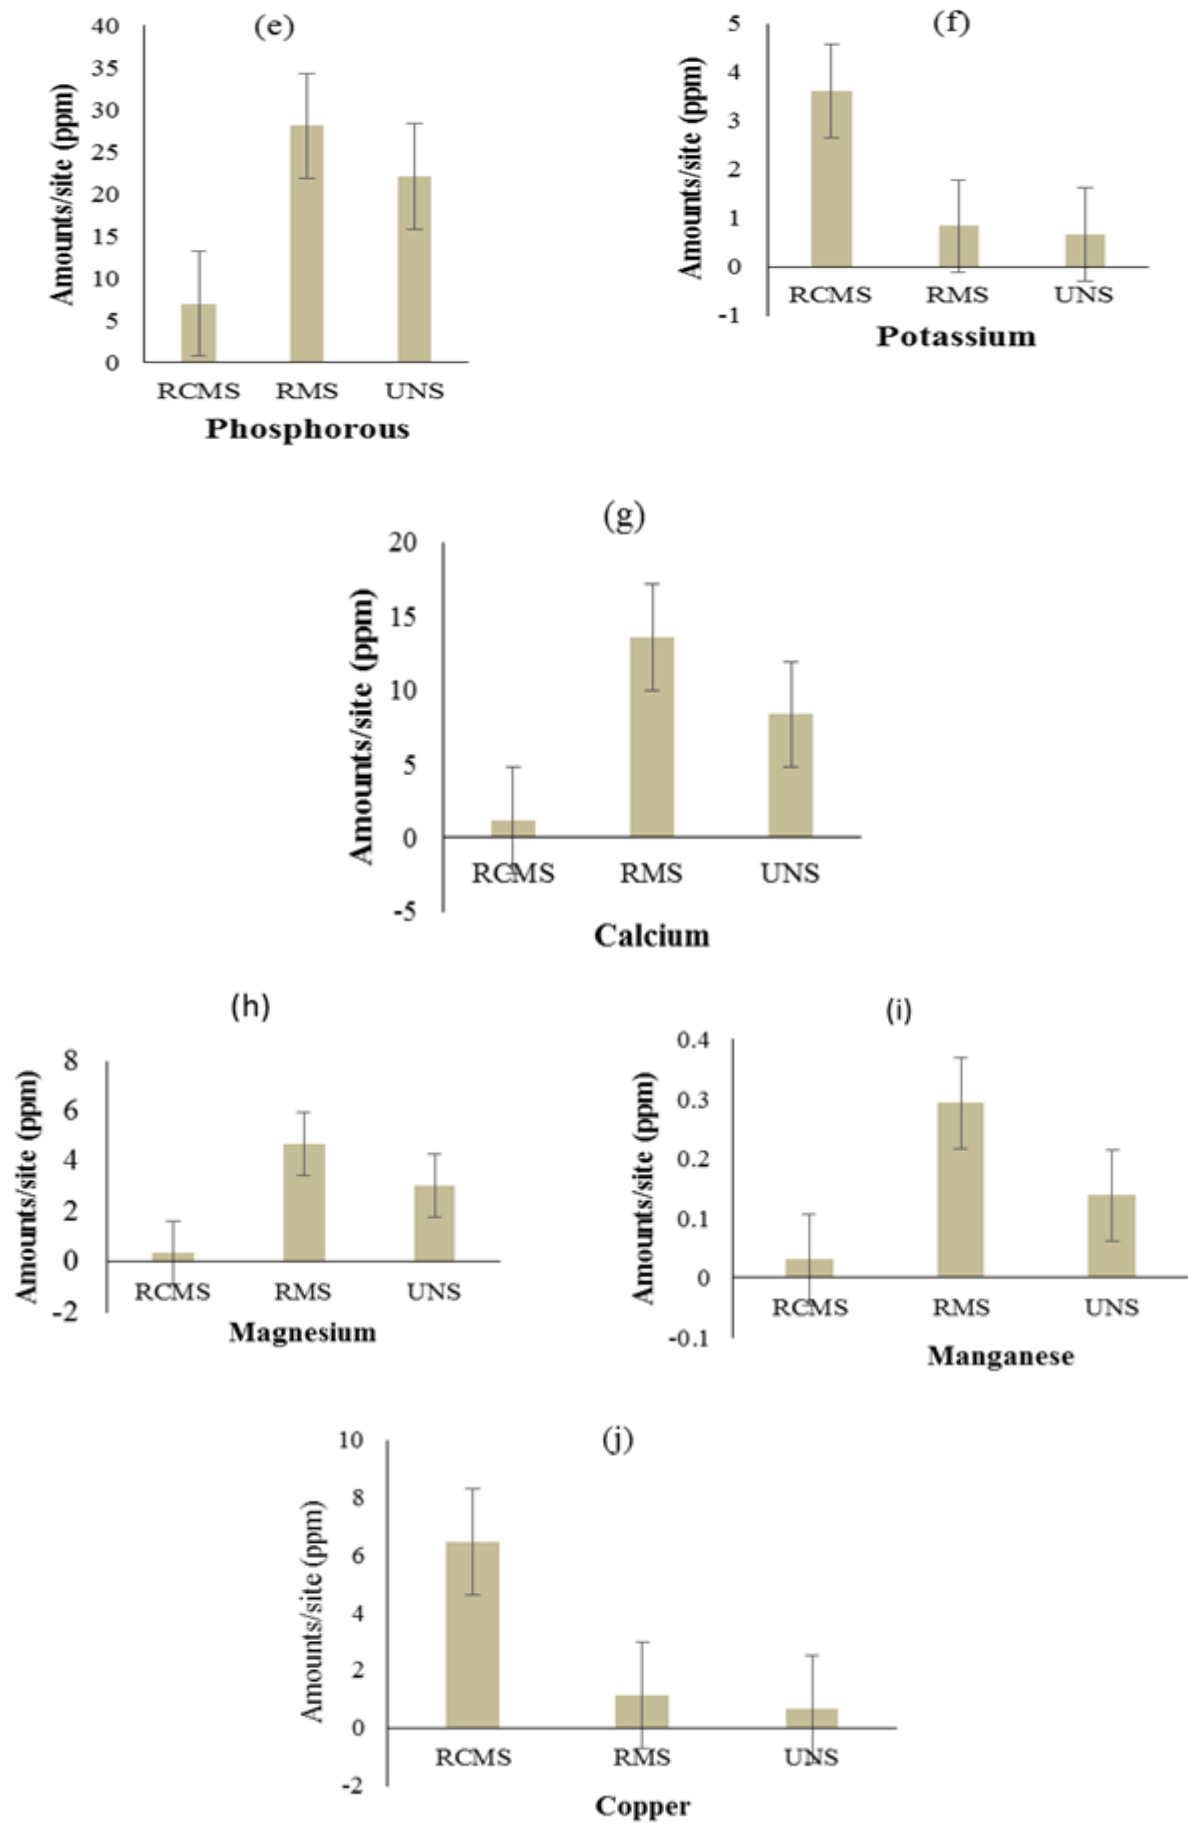 (e)
Amounts/site (ppm)
40
35
30
25
20
15
10
5
0
RCMS RMS UNS
Phosphorous
(f)
Amounts/site (ppm)
5
4
3
2
1
0
-1
RCMS RMS UNS
Potassium
(g)
Amounts/site (ppm)
20
15
10
5
0
-5
RCMS RMS UNS
Calcium
(h)
Amounts/site (ppm)
8
6
4
2
0
-2
RCMS RMS UNS
Magnesium
(i)
Amounts/site (ppm)
0.4
0.3
0.2
0.1
0
-0.1
RCMS RMS UNS
Manganese
(j)
Amounts/site (ppm)
10
8
6
4
2
0
-2
RCMS RMS UNS
Copper